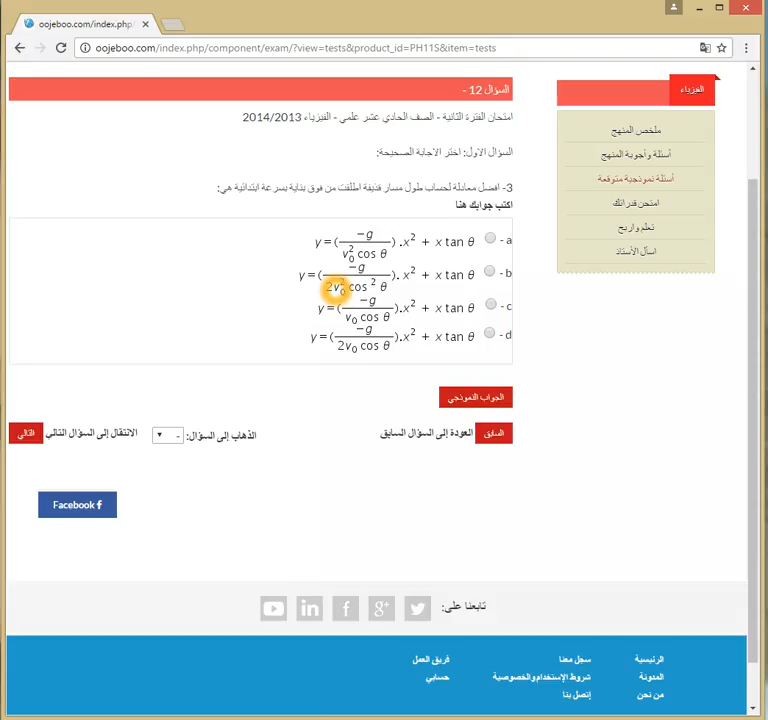 oojeboo.com/index.php/
oojeboo.com/index.php/component/exam/?view=tests&product_id=PH11S&item=tests
الفيزياء
ملخص المنهج
أسئلة وأجوبة المنهج
أسئلة نموذجية متوقعة
امتحن قدراتك
تعلّم واربح
اسأل الأستاذ
السؤال 12 -
امتحان الفترة الثانية - الصف الحادي عشر علمي - الفيزياء 2014/2013
السؤال الاول: اختر الاجابة الصحيحة:
3- افضل معادلة لحساب طول مسار قذيفة اطلقت من فوق بناية بسرعة ابتدائية هي:
اكتب جوابك هنا
a - y = (−g / v₀² cos θ) .x² + x tan θ
b - y = (−g / 2v₀² cos ² θ). x² + x tan θ
c - y = (−g / v₀ cos θ).x² + x tan θ
d - y = (−g / 2v₀ cos θ).x² + x tan θ
الجواب النموذجي
السابق العودة إلى السؤال السابق الذهاب إلى السؤال: - الانتقال إلى السؤال التالي التالي
Facebook f
تابعنا على:
الرئيسية سجل معنا فريق العمل
المدونة شروط الإستخدام والخصوصية حسابي
من نحن إتصل بنا